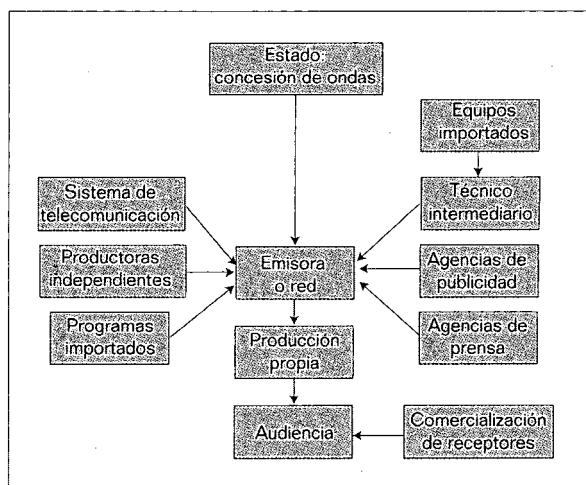 Estado:
concesión de ondas
Equipos
importados
Sistema de
telecomunicación
Técnico
intermediario
Productoras
independientes
Emisora
o red
Agencias de
publicidad
Programas
importados
Producción
propia
Agencias de
prensa
Audiencia
Comercialización
de receptores